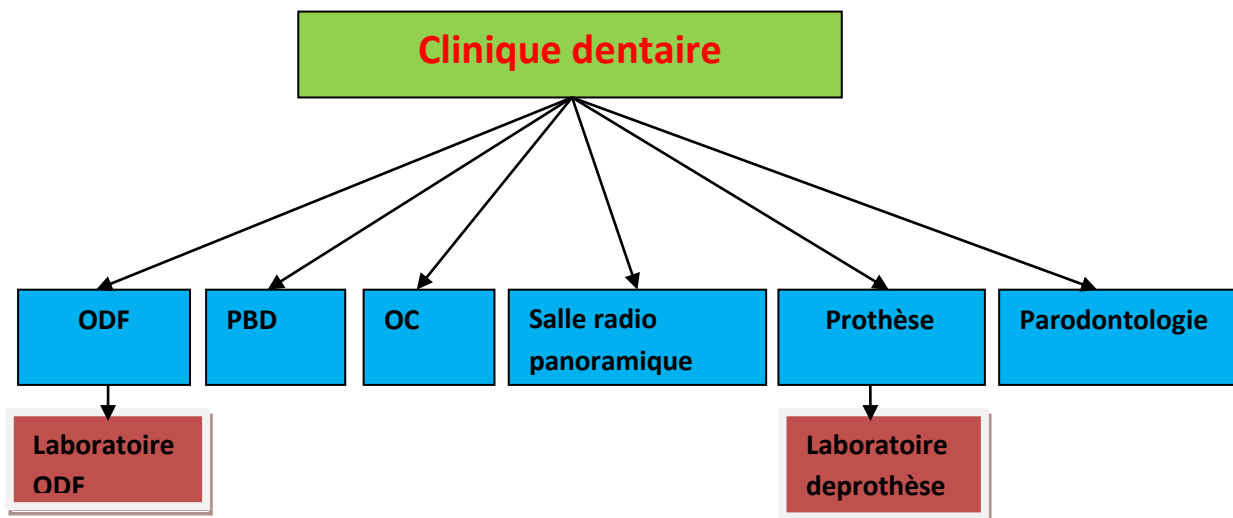 Clinique dentaire
ODF
PBD
OC
Salle radio
panoramique
Prothèse
Parodontologie
Laboratoire
ODF
Laboratoire
deprothèse